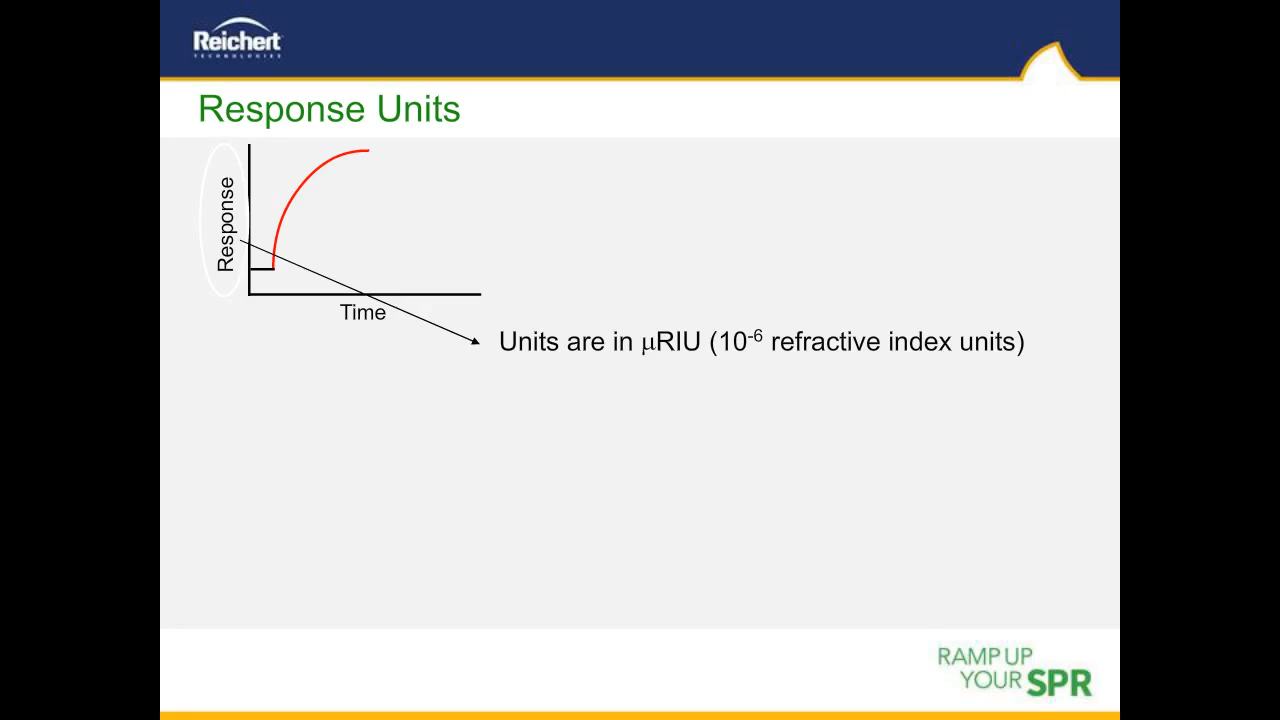 Reichert
TECHNOLOGIES
Response Units
Response
Time
Units are in μRIU (10⁻⁶ refractive index units)
RAMP UP
YOUR SPR